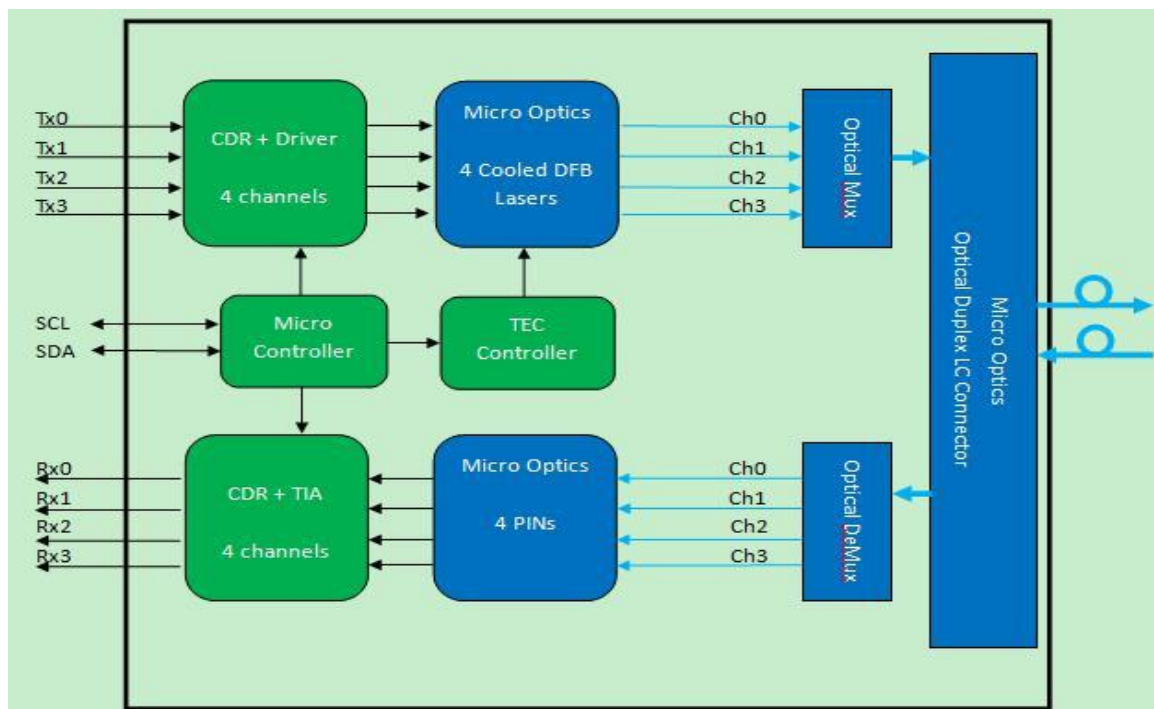 Tx0
Tx1
Tx2
Tx3
CDR + Driver
4 channels
Micro Optics
4 Cooled DFB
Lasers
Ch0
Ch1
Ch2
Ch3
Optical Mux
SCL
SDA
Micro
Controller
TEC
Controller
Micro Optics
Optical Duplex LC Connector
Rx0
Rx1
Rx2
Rx3
CDR + TIA
4 channels
Micro Optics
4 PINs
Ch0
Ch1
Ch2
Ch3
Optical DeMux